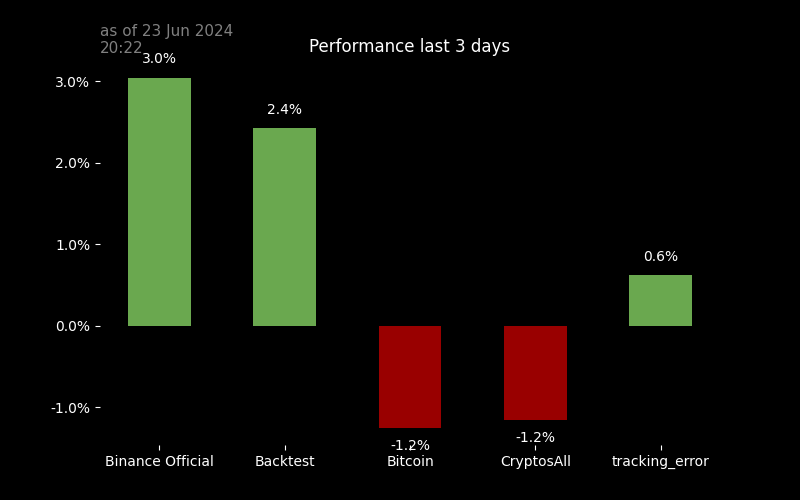 as of 23 Jun 2024
20:22
Performance last 3 days
3.0%
2.4%
-1.2%
-1.2%
0.6%
3.0%
2.0%
1.0%
0.0%
-1.0%
Binance Official
Backtest
Bitcoin
CryptosAll
tracking_error